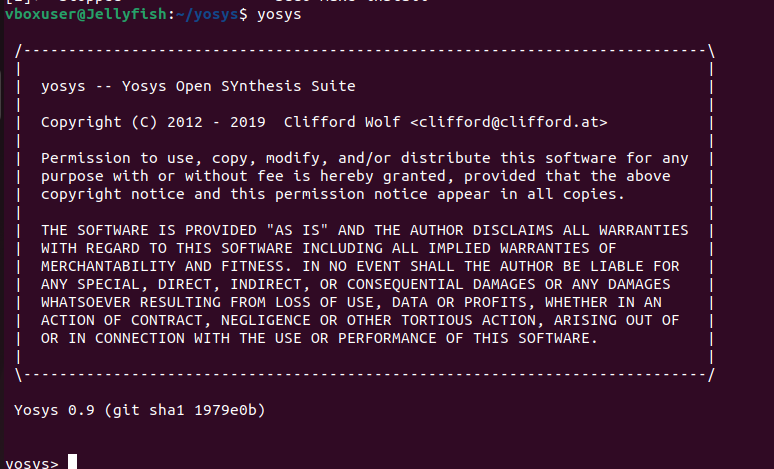 vboxuser@Jellyfish:~/yosys$ yosys
/----------------------------------------------------------------------------\
|                                                                            |
|  yosys -- Yosys Open SYnthesis Suite                                       |
|                                                                            |
|  Copyright (C) 2012 - 2019  Clifford Wolf <clifford@clifford.at>           |
|                                                                            |
|  Permission to use, copy, modify, and/or distribute this software for any  |
|  purpose with or without fee is hereby granted, provided that the above    |
|  copyright notice and this permission notice appear in all copies.         |
|                                                                            |
|  THE SOFTWARE IS PROVIDED "AS IS" AND THE AUTHOR DISCLAIMS ALL WARRANTIES  |
|  WITH REGARD TO THIS SOFTWARE INCLUDING ALL IMPLIED WARRANTIES OF          |
|  MERCHANTABILITY AND FITNESS. IN NO EVENT SHALL THE AUTHOR BE LIABLE FOR   |
|  ANY SPECIAL, DIRECT, INDIRECT, OR CONSEQUENTIAL DAMAGES OR ANY DAMAGES    |
|  WHATSOEVER RESULTING FROM LOSS OF USE, DATA OR PROFITS, WHETHER IN AN     |
|  ACTION OF CONTRACT, NEGLIGENCE OR OTHER TORTIOUS ACTION, ARISING OUT OF   |
|  OR IN CONNECTION WITH THE USE OR PERFORMANCE OF THIS SOFTWARE.            |
|                                                                            |
\----------------------------------------------------------------------------/
Yosys 0.9 (git sha1 1979e0b)
yosys>